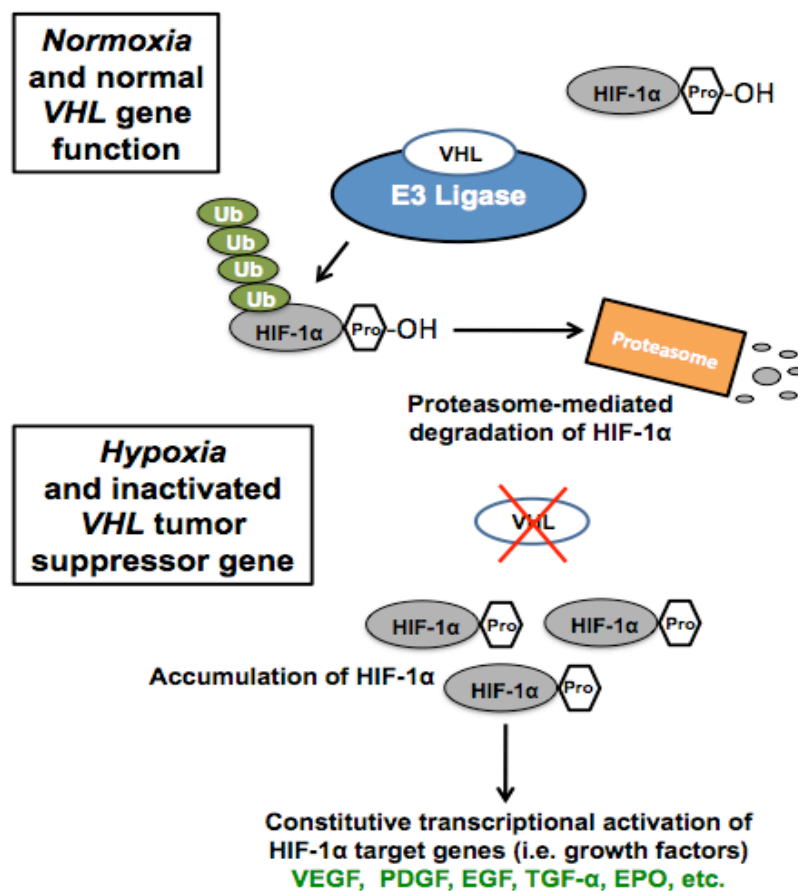 Normoxia
and normal
VHL gene
function
HIF-1α Pro -OH
VHL
E3 Ligase
Ub
Ub
Ub
Ub
HIF-1α Pro -OH
Proteasome
Proteasome-mediated
degradation of HIF-1α
Hypoxia
and inactivated
VHL tumor
suppressor gene
VHL
HIF-1α Pro
HIF-1α Pro
Accumulation of HIF-1α
HIF-1α Pro
Constitutive transcriptional activation of
HIF-1α target genes (i.e. growth factors)
VEGF, PDGF, EGF, TGF-α, EPO, etc.